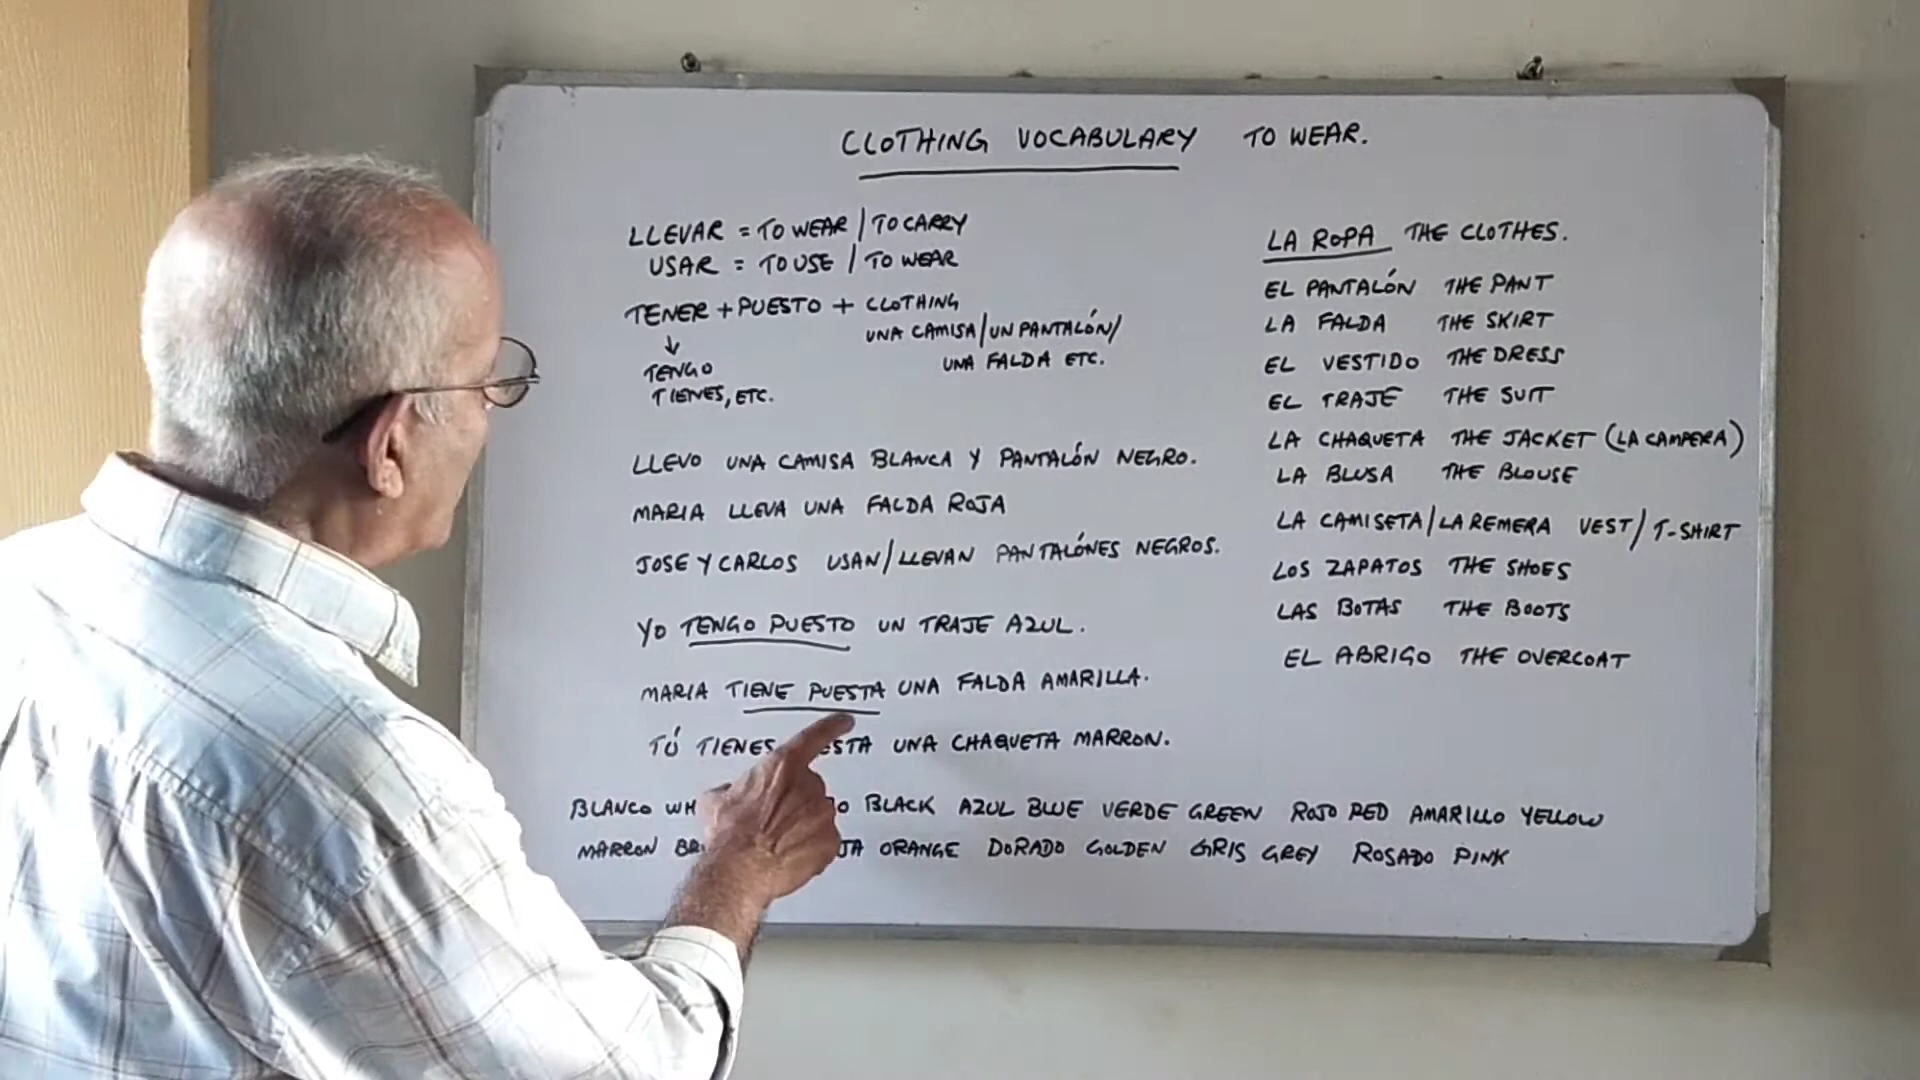 CLOTHING VOCABULARY TO WEAR.
LLEVAR = TO WEAR / TO CARRY
USAR = TO USE / TO WEAR
TENER + PUESTO + CLOTHING
UNA CAMISA / UN PANTALÓN /
UNA FALDA ETC.
↓
TENGO
TIENES, ETC.
LLEVO UNA CAMISA BLANCA Y PANTALÓN NEGRO.
MARIA LLEVA UNA FALDA ROJA
JOSE Y CARLOS USAN / LLEVAN PANTALÓNES NEGROS.
YO TENGO PUESTO UN TRAJE AZUL.
MARIA TIENE PUESTA UNA FALDA AMARILLA.
TÚ TIENES UNA CHAQUETA MARRON.
LA ROPA THE CLOTHES.
EL PANTALÓN THE PANT
LA FALDA THE SKIRT
EL VESTIDO THE DRESS
EL TRAJE THE SUIT
LA CHAQUETA THE JACKET (LA CAMPERA)
LA BLUSA THE BLOUSE
LA CAMISETA / LA REMERA VEST / T-SHIRT
LOS ZAPATOS THE SHOES
LAS BOTAS THE BOOTS
EL ABRIGO THE OVERCOAT
BLANCO BLACK AZUL BLUE VERDE GREEN ROJO RED AMARILLO YELLOW
MARRON ORANGE DORADO GOLDEN GRIS GREY ROSADO PINK